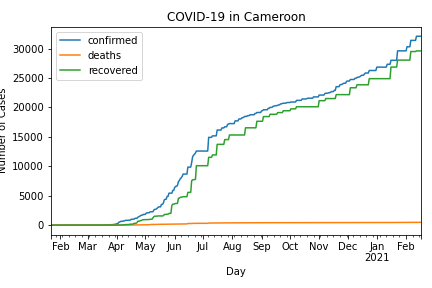 COVID-19 in Cameroon
confirmed
deaths
recovered
Number of Cases
30000
25000
20000
15000
10000
5000
0
Feb Mar Apr May Jun Jul Aug Sep Oct Nov Dec Jan Feb
2021
Day